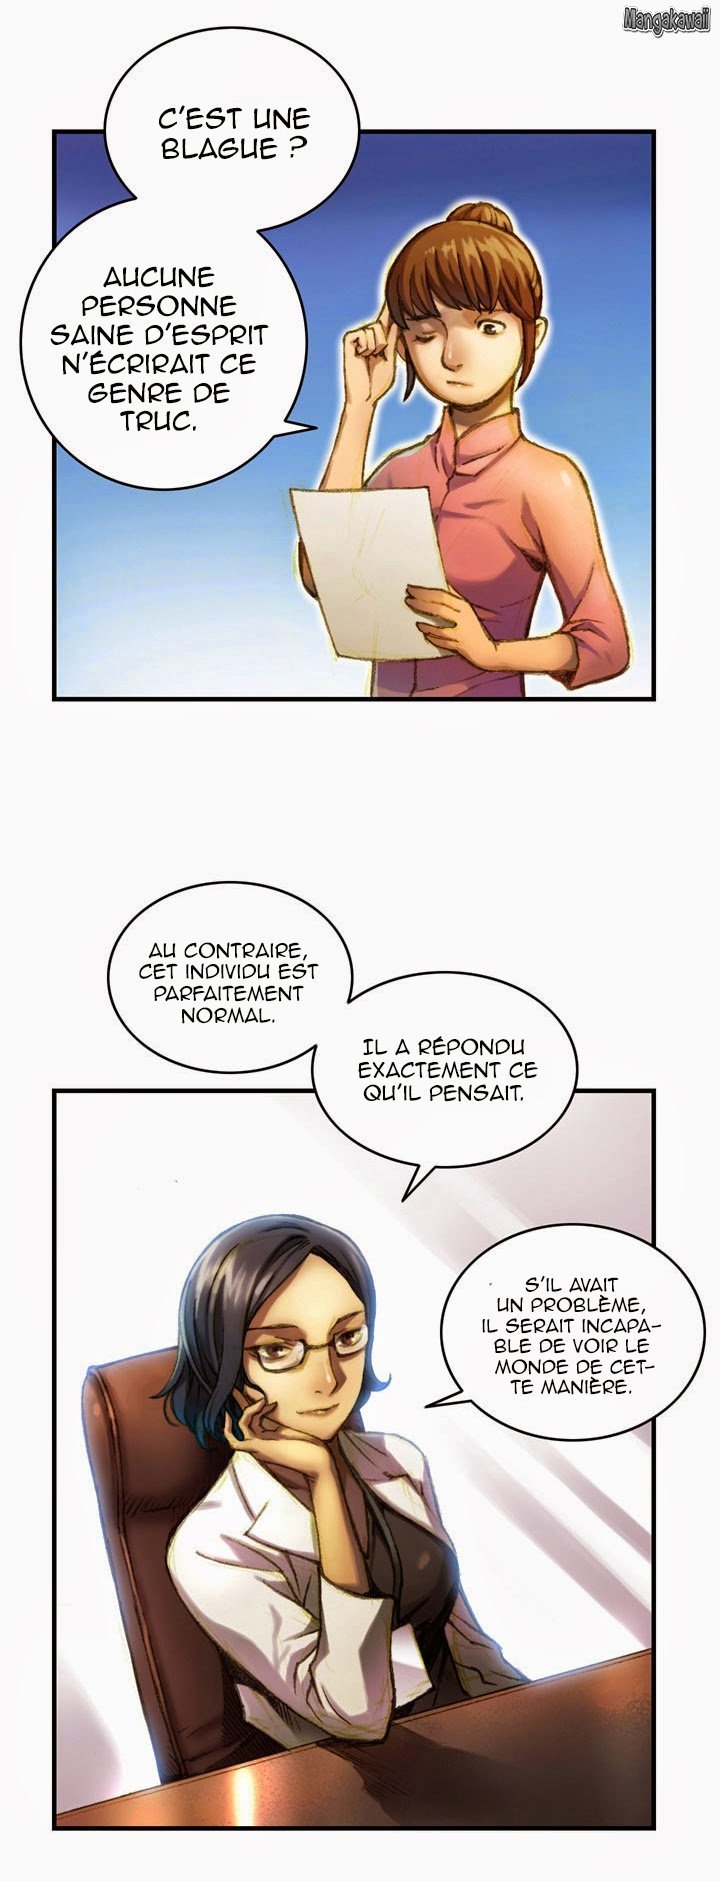 Mangakawaii
C'EST UNE
BLAGUE ?
AUCUNE
PERSONNE
SAINE D'ESPRIT
N'ÉCRIRAIT CE
GENRE DE
TRUC.
AU CONTRAIRE,
CET INDIVIDU EST
PARFAITEMENT
NORMAL.
IL A RÉPONDU
EXACTEMENT CE
QU'IL PENSAIT.
S'IL AVAIT
UN PROBLÈME,
IL SERAIT INCAPA-
BLE DE VOIR LE
MONDE DE CET-
TE MANIÈRE.